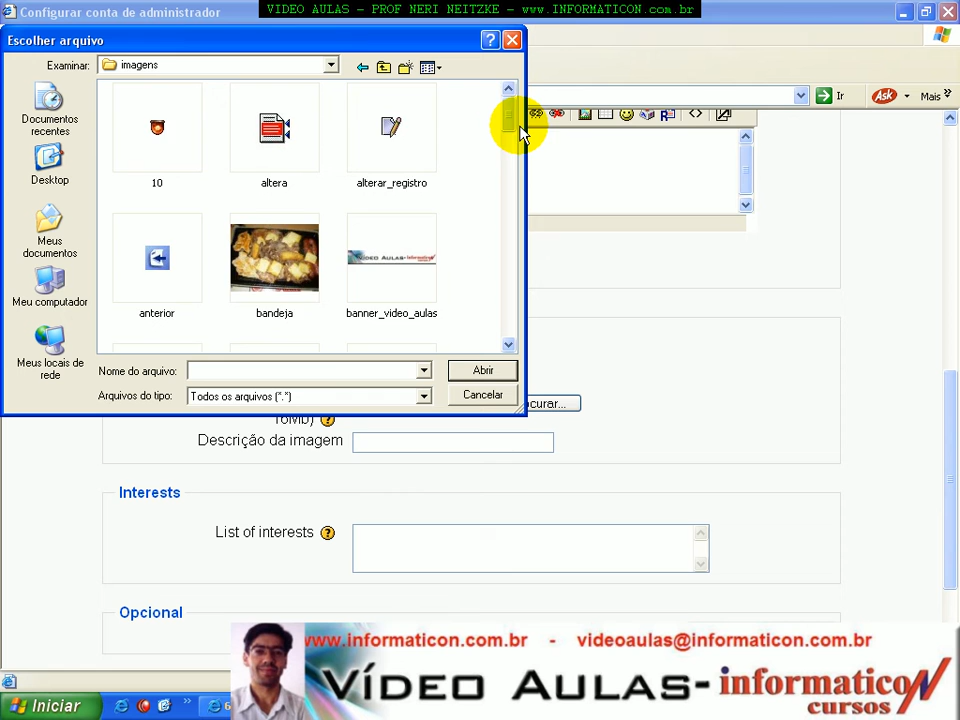 Configurar conta de administrador
VIDEO AULAS - PROF NERI NEITZKE - www.INFORMATICON.com.br
Escolher arquivo
Examinar:
imagens
Ir
Ask
Mais
Documentos recentes
Desktop
Meus documentos
Meu computador
Meus locais de rede
10
altera
alterar_registro
anterior
bandeja
banner_video_aulas
Nome do arquivo:
Abrir
Arquivos do tipo:
Todos os arquivos (*.*)
Cancelar
ocurar...
Descrição da imagem
Interests
List of interests
Opcional
www.informaticon.com.br - videoaulas@informaticon.com.br
VÍDEO AULAS- informaticon
cursos
Iniciar